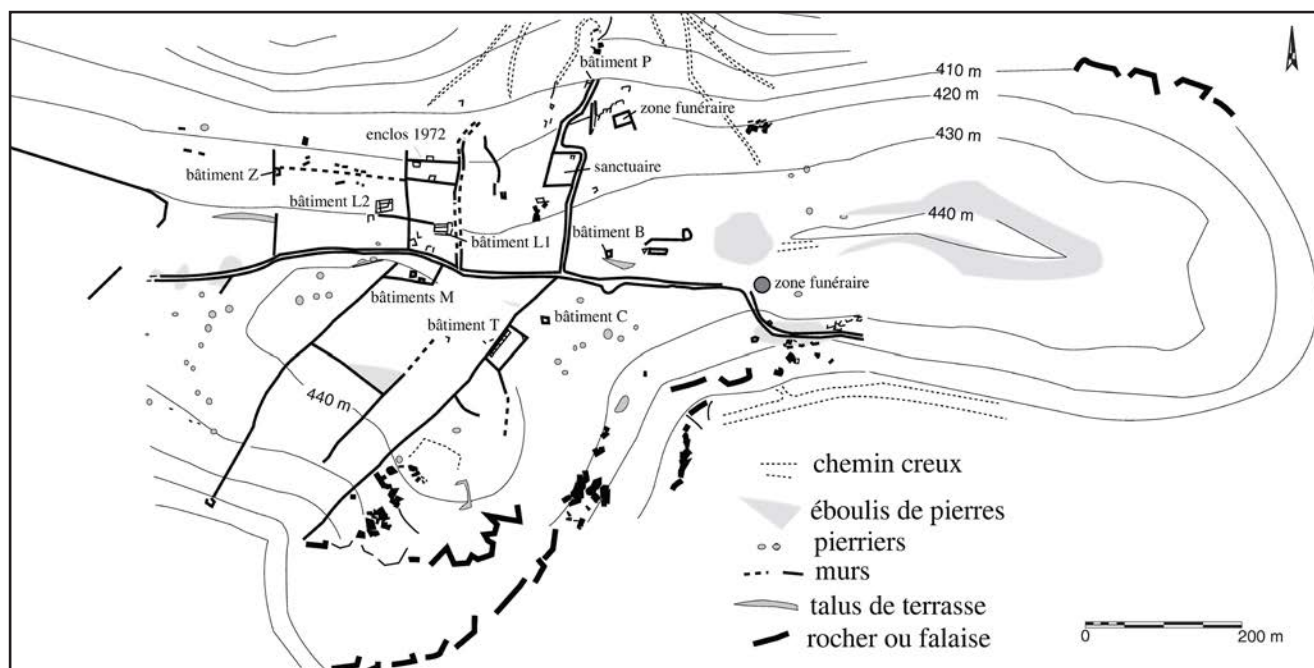 bâtiment P
410 m
420 m
zone funéraire
430 m
enclos 1972
bâtiment Z
sanctuaire
bâtiment L2
440 m
bâtiment L1
bâtiment B
zone funéraire
bâtiments M
bâtiment T
bâtiment C
440 m
chemin creux
éboulis de pierres
pierriers
murs
talus de terrasse
rocher ou falaise
0 200 m